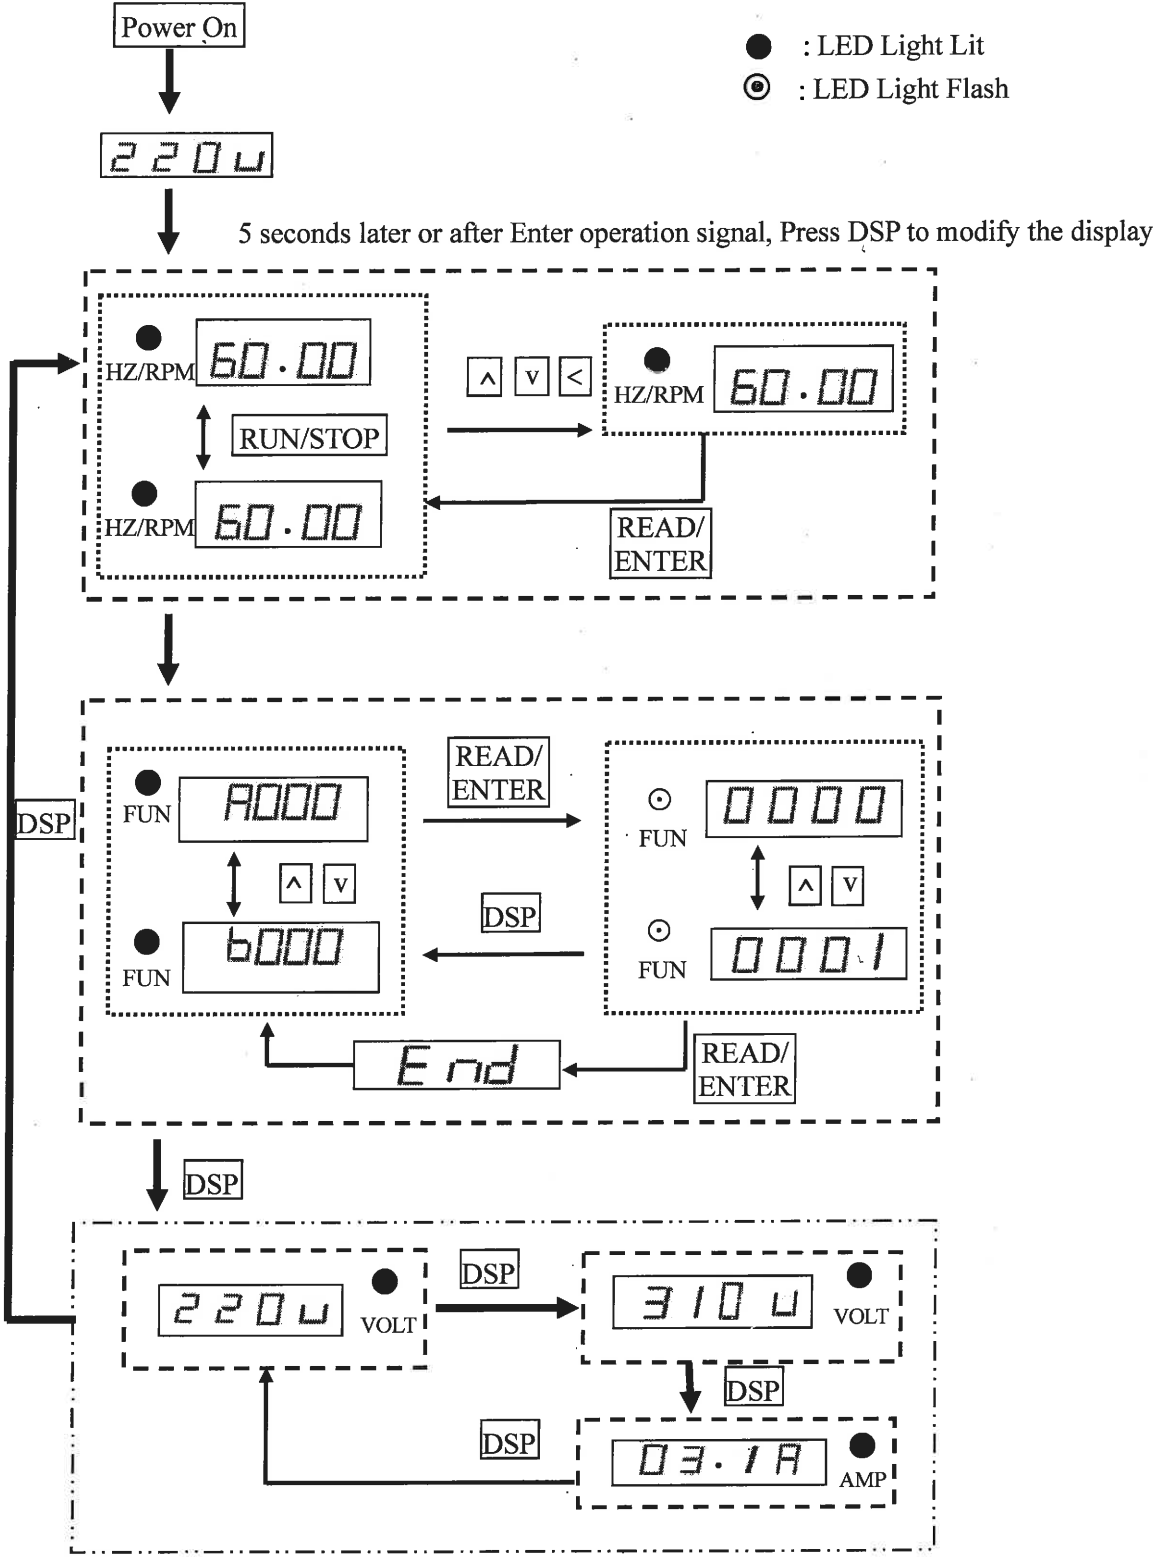 Power On
: LED Light Lit
: LED Light Flash
220u
5 seconds later or after Enter operation signal, Press DSP to modify the display
HZ/RPM 60.00
^ v <
HZ/RPM 60.00
RUN/STOP
HZ/RPM 60.00
READ/
ENTER
DSP
FUN A000
READ/
ENTER
FUN 0000
^ v
DSP
^ v
FUN b000
FUN 0001
End
READ/
ENTER
DSP
220u VOLT
DSP
310u VOLT
DSP
DSP
03.1A AMP